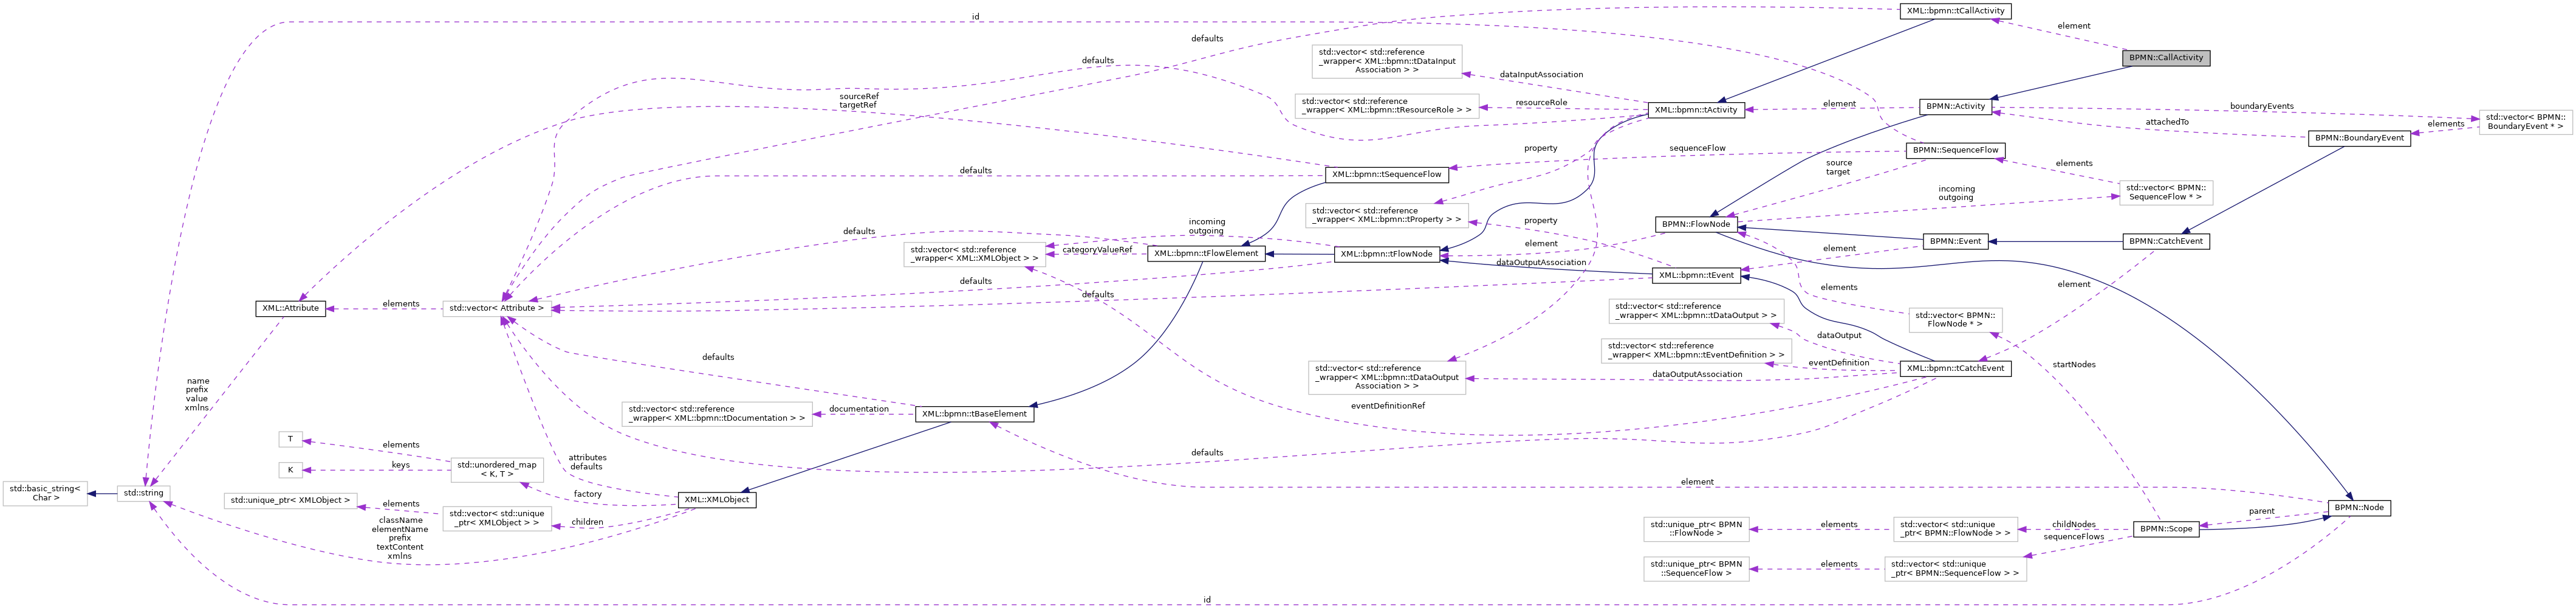 id
XML::bpmn::tCallActivity
element
defaults
std::vector< std::reference
_wrapper< XML::bpmn::tDataInput
Association > >
BPMN::CallActivity
defaults
dataInputAssociation
sourceRef
targetRef
std::vector< std::reference
_wrapper< XML::bpmn::tResourceRole > >
resourceRole
XML::bpmn::tActivity
element
BPMN::Activity
boundaryEvents
attachedTo
std::vector< BPMN::
BoundaryEvent * >
elements
BPMN::BoundaryEvent
property
sequenceFlow
BPMN::SequenceFlow
defaults
XML::bpmn::tSequenceFlow
source
target
elements
incoming
outgoing
std::vector< BPMN::
SequenceFlow * >
std::vector< std::reference
_wrapper< XML::bpmn::tProperty > >
property
BPMN::FlowNode
defaults
incoming
outgoing
std::vector< std::reference
_wrapper< XML::XMLObject > >
categoryValueRef
XML::bpmn::tFlowElement
XML::bpmn::tFlowNode
element
element
BPMN::Event
BPMN::CatchEvent
dataOutputAssociation
XML::bpmn::tEvent
defaults
defaults
elements
element
XML::Attribute
elements
std::vector< Attribute >
std::vector< std::reference
_wrapper< XML::bpmn::tDataOutput > >
std::vector< BPMN::
FlowNode * >
dataOutput
std::vector< std::reference
_wrapper< XML::bpmn::tEventDefinition > >
eventDefinition
XML::bpmn::tCatchEvent
startNodes
defaults
std::vector< std::reference
_wrapper< XML::bpmn::tDataOutput
Association > >
dataOutputAssociation
name
prefix
value
xmlns
std::vector< std::reference
_wrapper< XML::bpmn::tDocumentation > >
documentation
XML::bpmn::tBaseElement
eventDefinitionRef
T
elements
K
keys
std::unordered_map
< K, T >
attributes
defaults
defaults
element
std::basic_string<
Char >
std::string
factory
std::unique_ptr< XMLObject >
elements
XML::XMLObject
std::vector< std::unique
_ptr< XMLObject > >
children
className
elementName
prefix
textContent
xmlns
BPMN::Node
parent
std::unique_ptr< BPMN
::FlowNode >
elements
std::vector< std::unique
_ptr< BPMN::FlowNode > >
childNodes
sequenceFlows
BPMN::Scope
std::unique_ptr< BPMN
::SequenceFlow >
elements
std::vector< std::unique
_ptr< BPMN::SequenceFlow > >
id